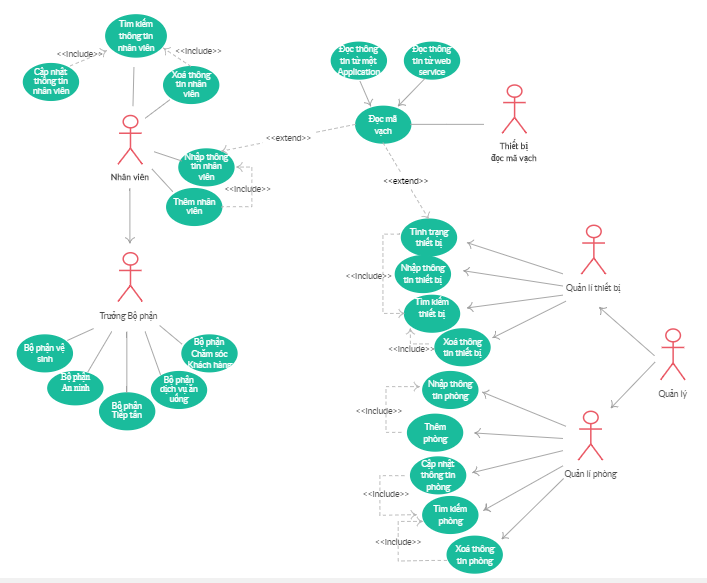 Tìm kiếm
thông tin
nhân viên
<<Include>>
<<Include>>
Cập nhật
thông tin
nhân viên
Xoá thông
tin nhân
viên
Nhân viên
Nhập thông
tin nhân
viên
<<Include>>
Thêm nhân
viên
Trưởng Bộ phận
Bộ phận vệ
sinh
Bộ phận
An ninh
Bộ phận
Tiếp tân
Bộ phận
dịch vụ ăn
uống
Bộ phận
Chăm sóc
Khách hàng
Đọc thông
tin từ một
Application
Đọc thông
tin từ web
service
Đọc mã
vạch
Thiết bị
đọc mã vạch
<<extend>>
<<extend>>
Tình trạng
thiết bị
Nhập thông
tin thiết bị
<<Include>>
Tìm kiếm
thiết bị
<<Include>>
Xoá thông
tin thiết bị
Quản lí thiết bị
Quản lý
Nhập thông
tin phòng
<<Include>>
Thêm
phòng
Quản lí phòng
Cập nhật
thông tin
phòng
<<Include>>
Tìm kiếm
phòng
<<Include>>
Xoá thông
tin phòng